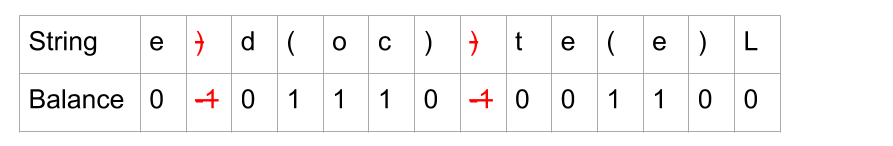 String e ) d ( o c ) ) t e ( e ) L
Balance 0 -1 0 1 1 1 0 -1 0 0 1 1 0 0